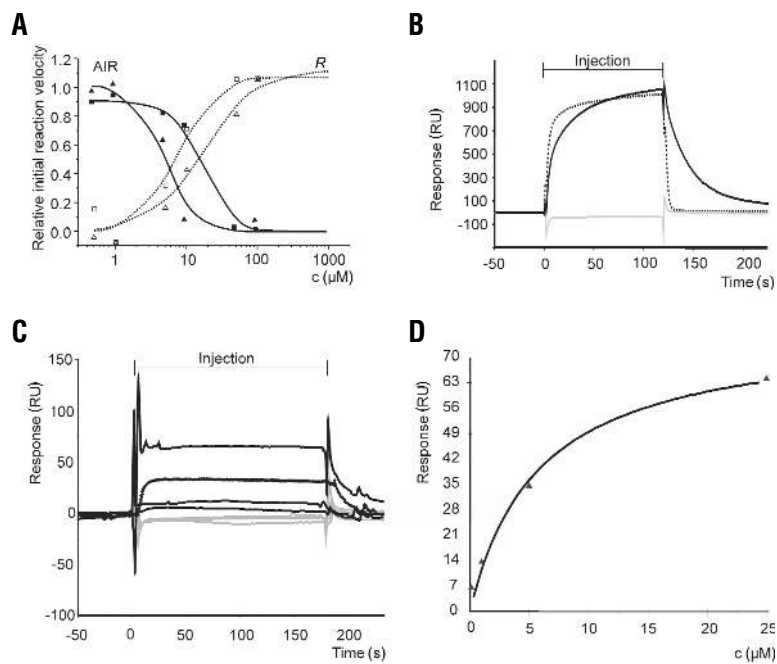 A
AIR
R
Relative initial reaction velocity
1.2
1.0
0.8
0.6
0.4
0.2
0.0
1 10 100 1000
c (µM)
B
Injection
Response (RU)
1100
900
700
500
300
100
-100
-50 0 50 100 150 200
Time (s)
C
Injection
Response (RU)
150
100
50
0
-50
-100
-50 0 50 100 150 200
Time (s)
D
Response (RU)
70
63
56
49
42
35
28
21
14
7
0
0 5 10 15 20 25
c (µM)